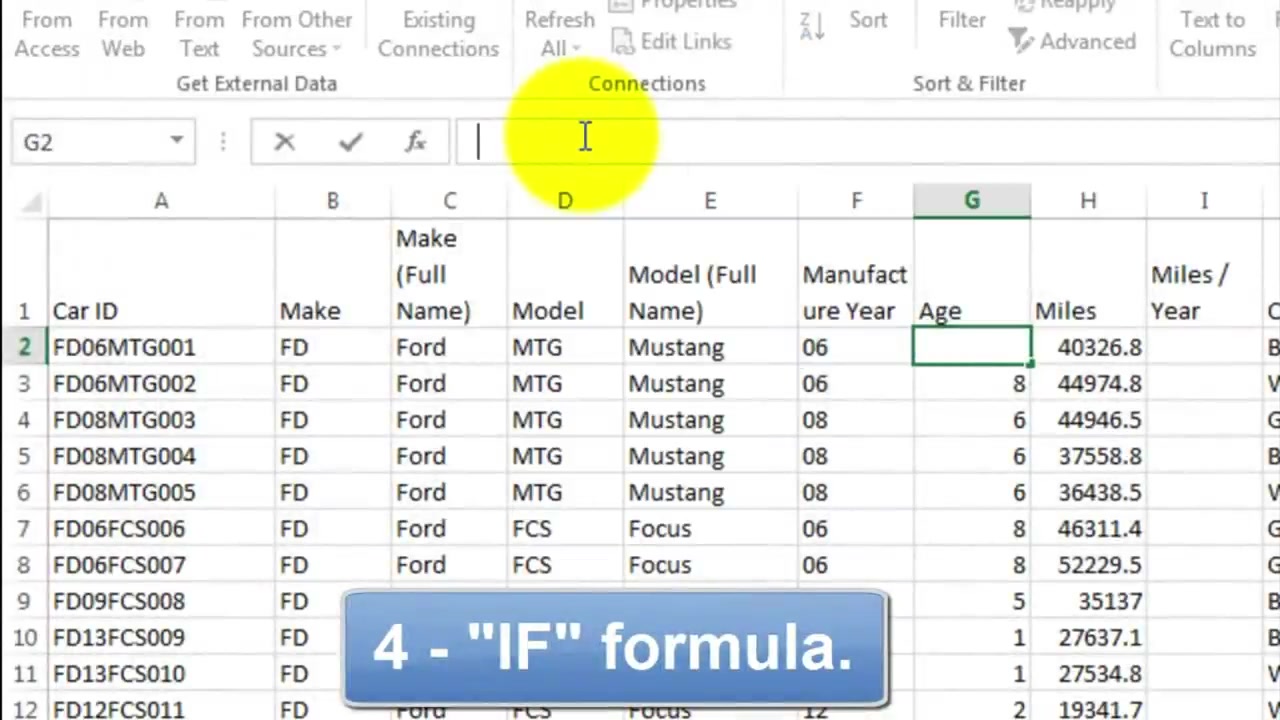 Properties
Reapply
From From From From Other Existing Refresh Sort Filter Text to
Access Web Text Sources Connections All Edit Links Advanced Columns
Get External Data Connections Sort & Filter
G2 fx
A B C D E F G H I
Make
(Full Model (Full Manufact Miles /
1 Car ID Make Name) Model Name) ure Year Age Miles Year
2 FD06MTG001 FD Ford MTG Mustang 06 40326.8 B
3 FD06MTG002 FD Ford MTG Mustang 06 8 44974.8 W
4 FD08MTG003 FD Ford MTG Mustang 08 6 44946.5 G
5 FD08MTG004 FD Ford MTG Mustang 08 6 37558.8 B
6 FD08MTG005 FD Ford MTG Mustang 08 6 36438.5 W
7 FD06FCS006 FD Ford FCS Focus 06 8 46311.4 G
8 FD06FCS007 FD Ford FCS Focus 06 8 52229.5 G
9 FD09FCS008 FD 5 35137 B
10 FD13FCS009 FD 1 27637.1 B
11 FD13FCS010 FD 1 27534.8 W
12 FD12FCS011 FD Ford FCS Focus 12 2 19341.7
4 - "IF" formula.